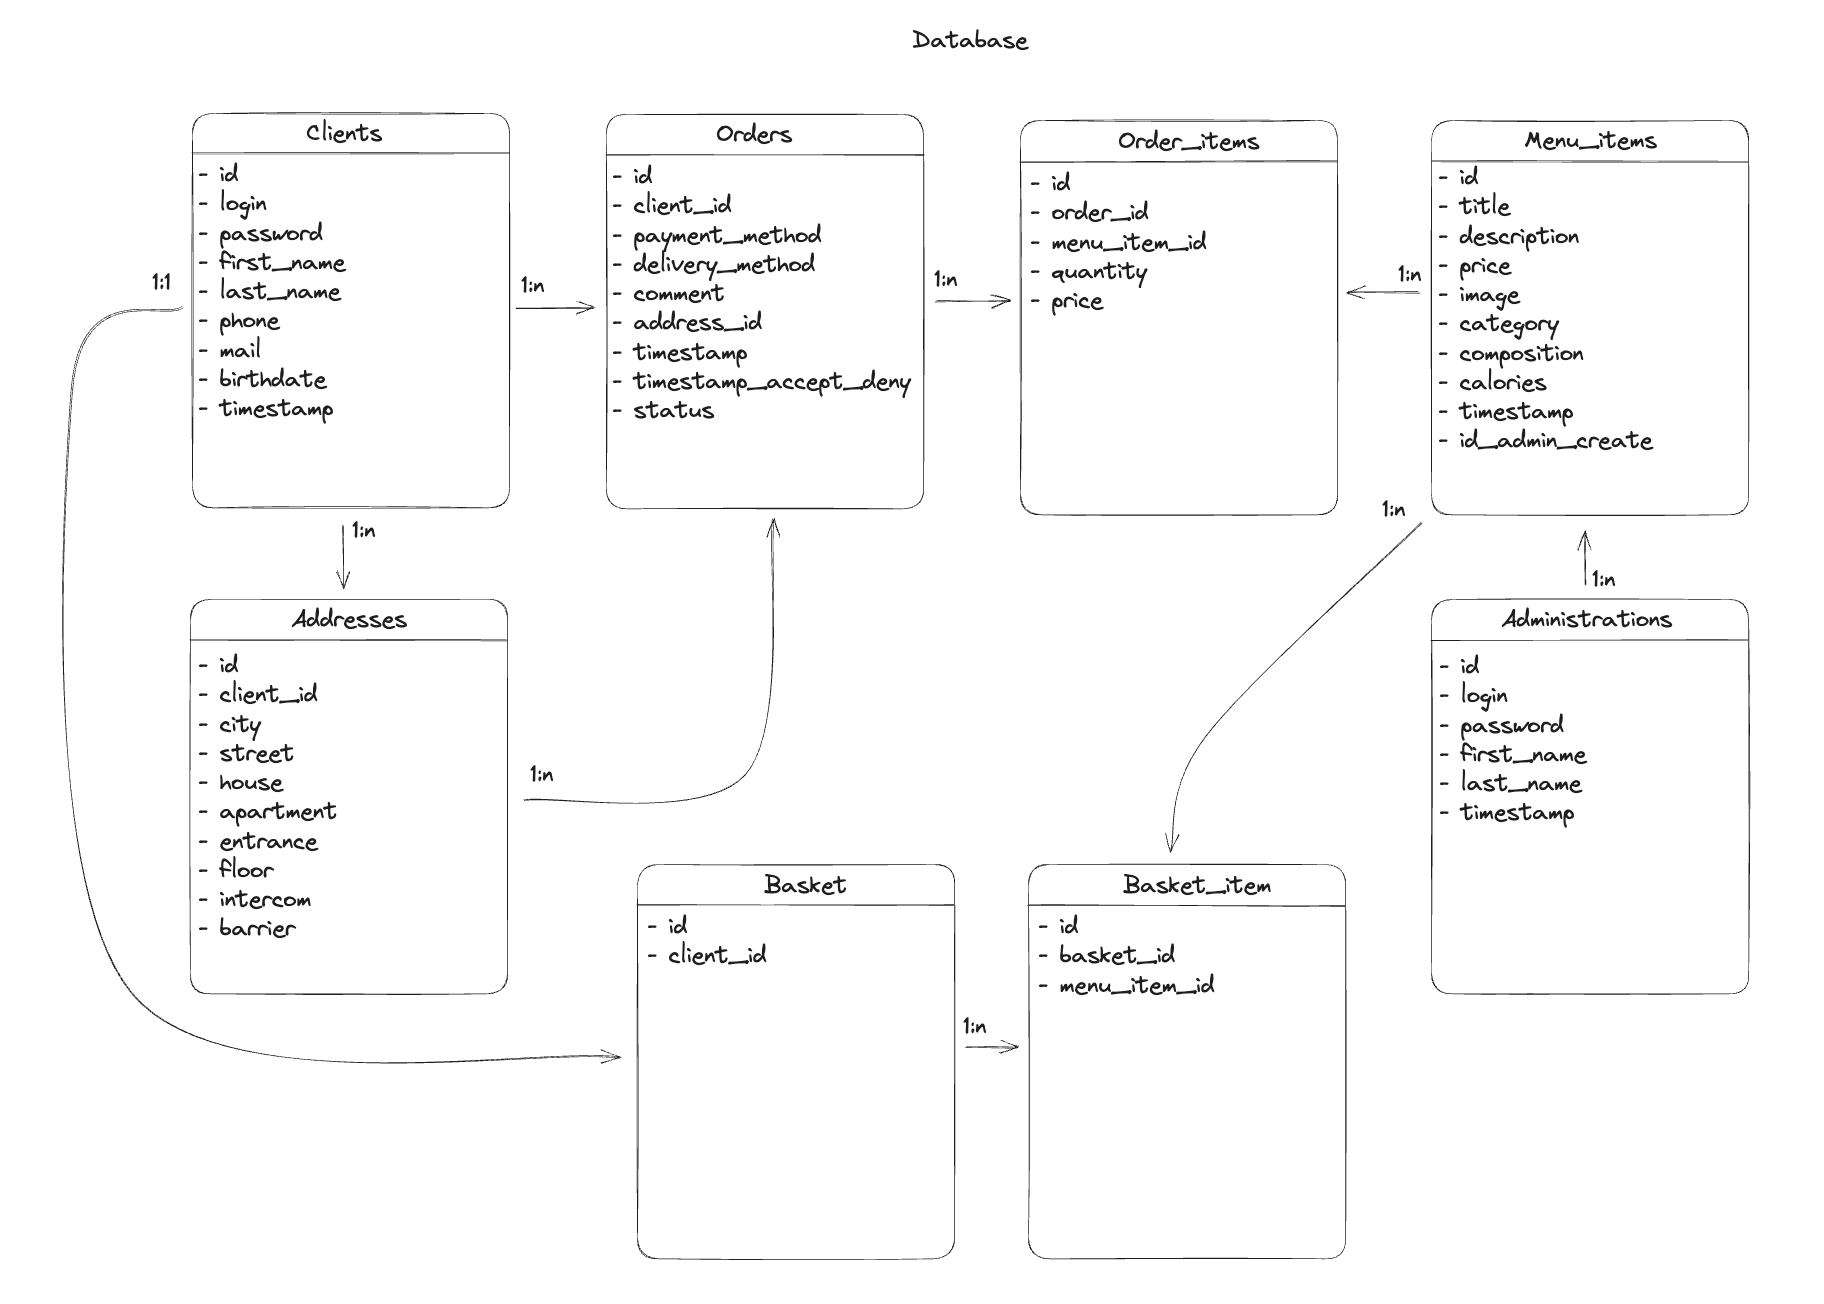 Database
Clients
- id
- login
- password
- first_name
- last_name
- phone
- mail
- birthdate
- timestamp
1:1
1:n
Orders
- id
- client_id
- payment_method
- delivery_method
- comment
- address_id
- timestamp
- timestamp_accept_deny
- status
1:n
Order_items
- id
- order_id
- menu_item_id
- quantity
- price
1:n
Menu_items
- id
- title
- description
- price
- image
- category
- composition
- calories
- timestamp
- id_admin_create
1:n
1:n
1:n
Addresses
- id
- client_id
- city
- street
- house
- apartment
- entrance
- floor
- intercom
- barrier
1:n
Administrations
- id
- login
- password
- first_name
- last_name
- timestamp
Basket
- id
- client_id
1:n
Basket_item
- id
- basket_id
- menu_item_id